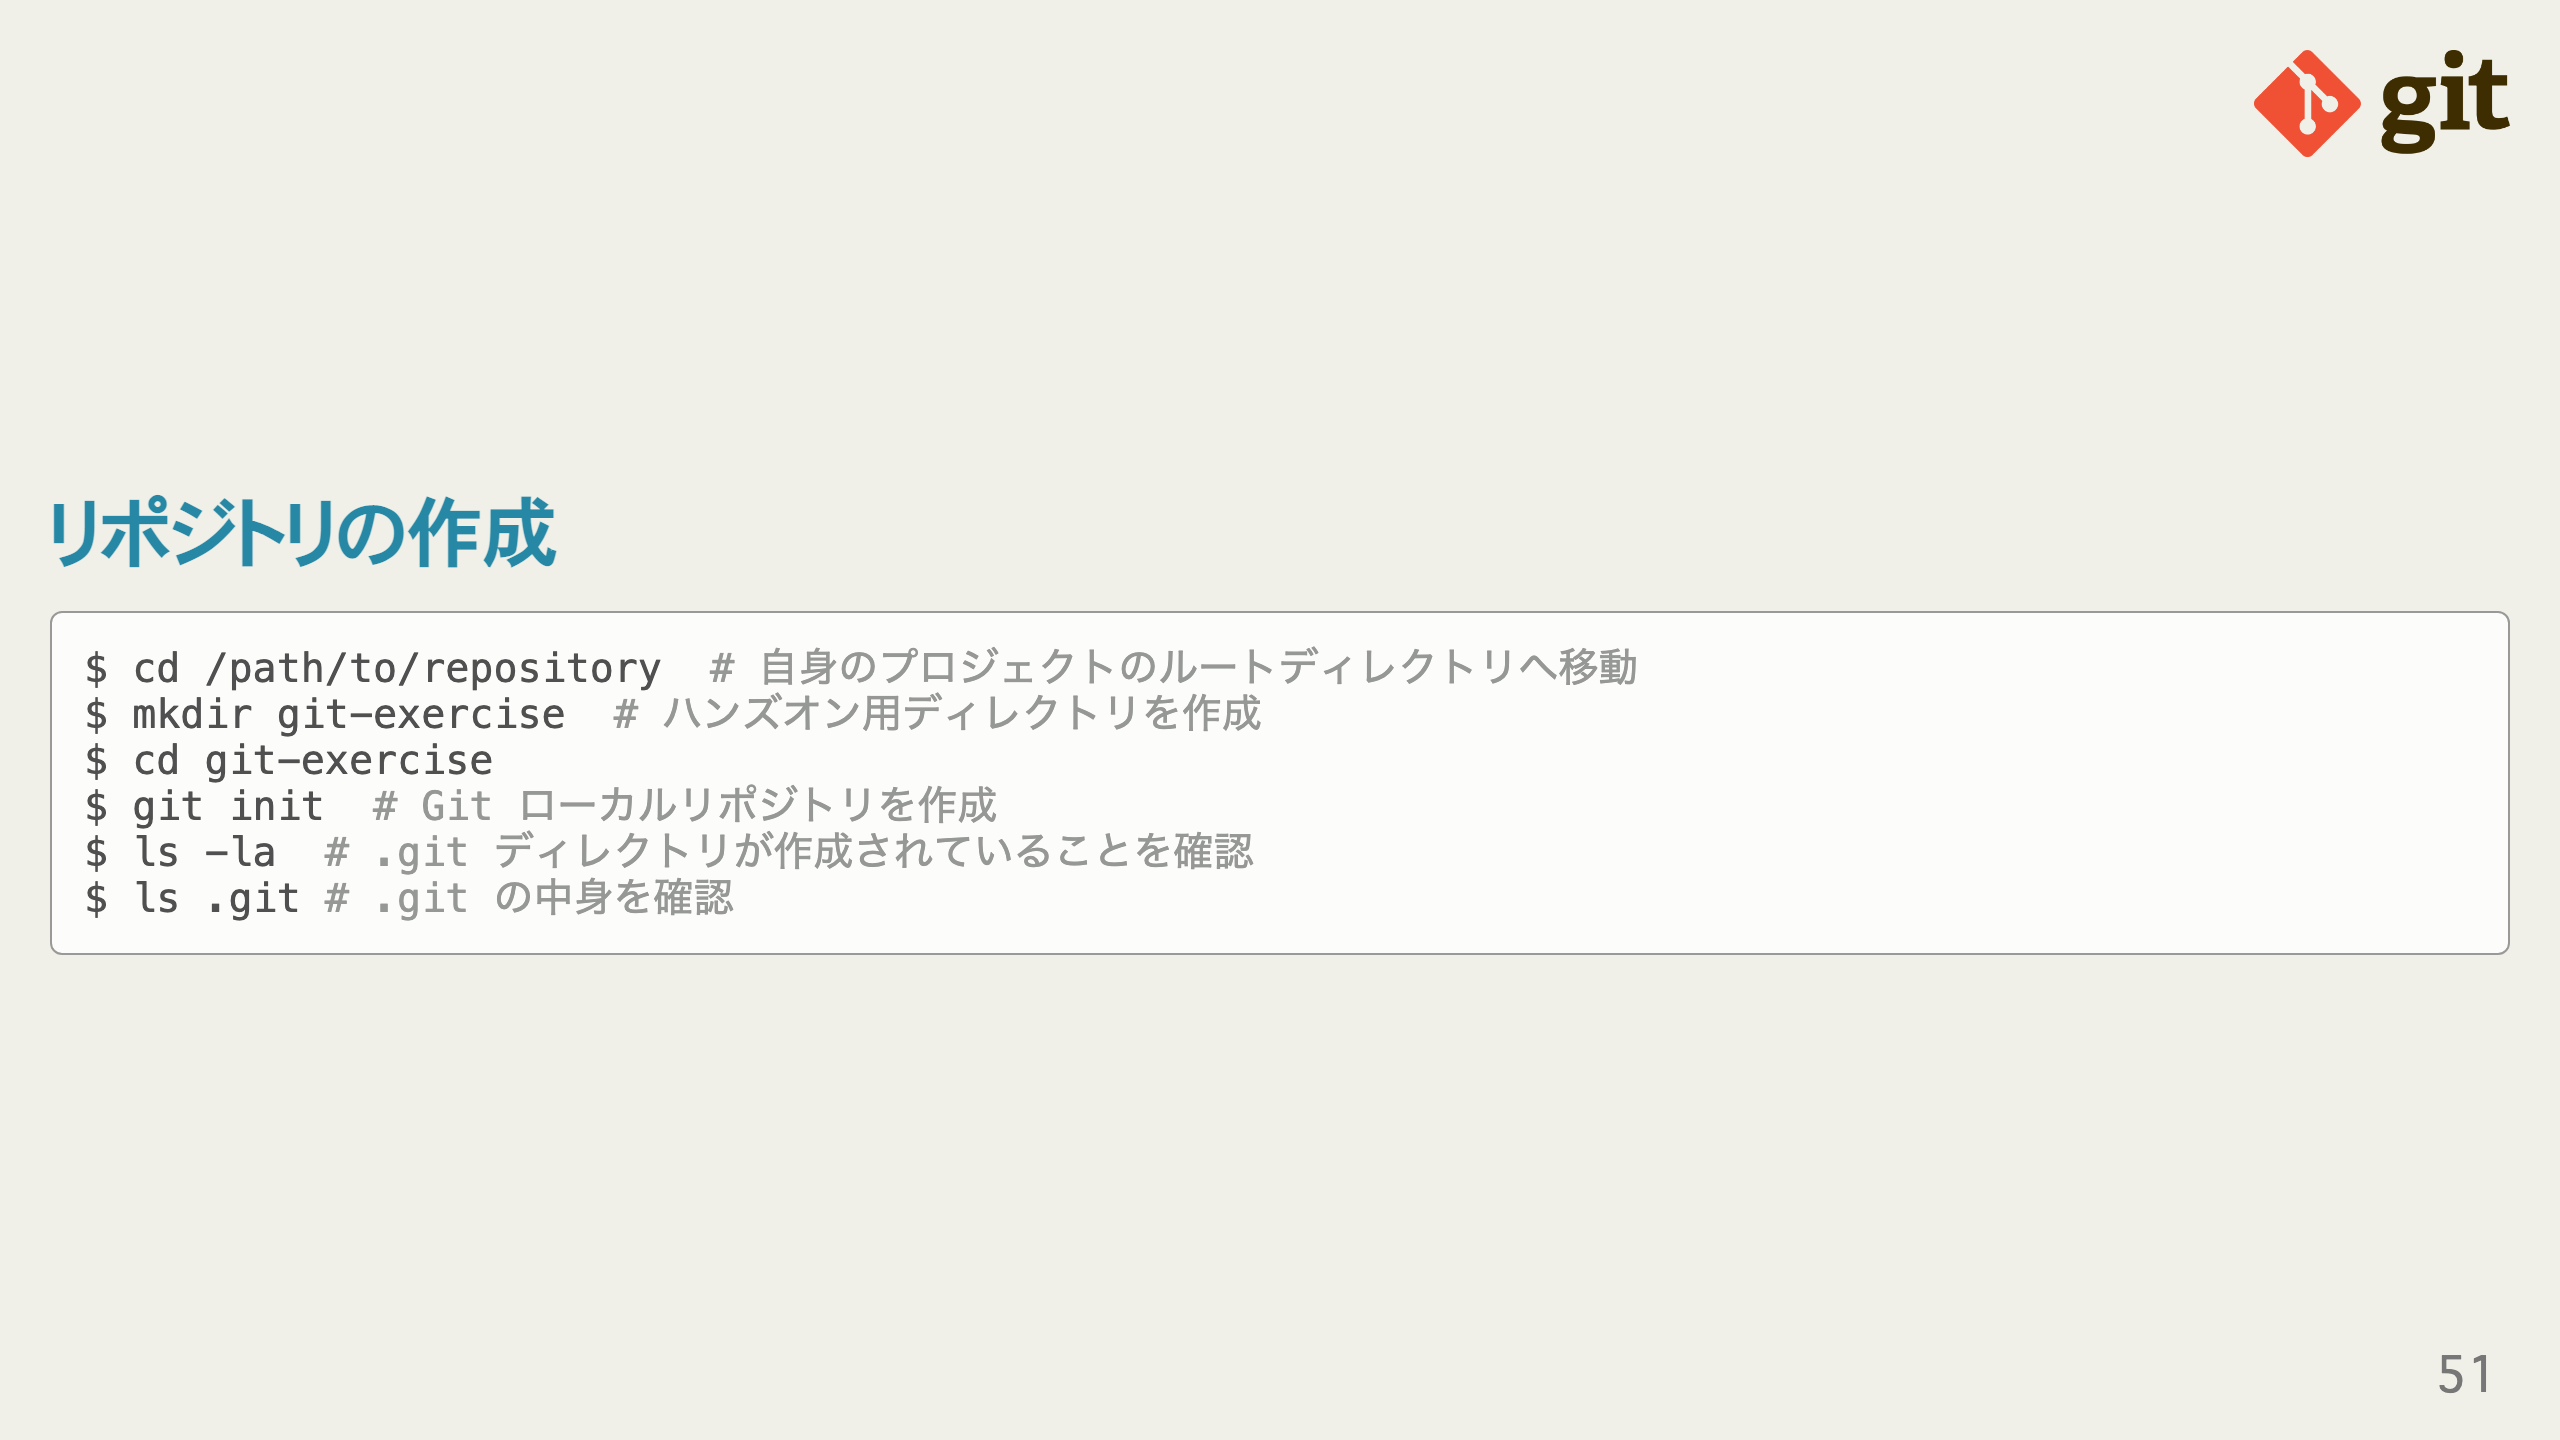 git
リポジトリの作成
$ cd /path/to/repository  # 自身のプロジェクトのルートディレクトリへ移動
$ mkdir git-exercise  # ハンズオン用ディレクトリを作成
$ cd git-exercise
$ git init  # Git ローカルリポジトリを作成
$ ls -la  # .git ディレクトリが作成されていることを確認
$ ls .git # .git の中身を確認
51